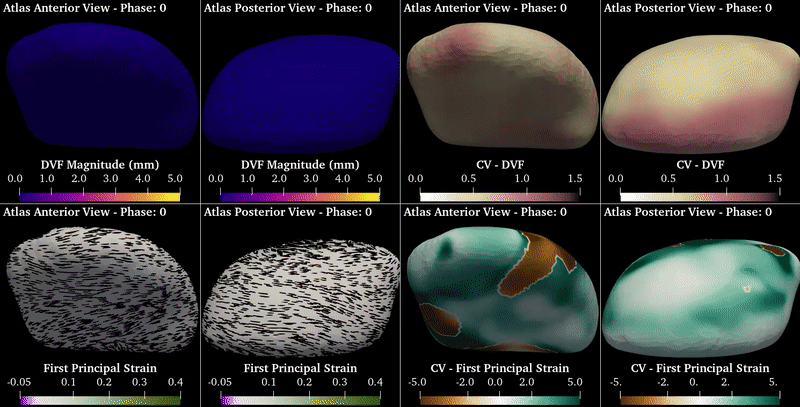 Atlas Anterior View - Phase: 0
Atlas Posterior View - Phase: 0
Atlas Anterior View - Phase: 0
Atlas Posterior View - Phase: 0
DVF Magnitude (mm)
0.0 1.0 2.0 3.0 4.0 5.0
DVF Magnitude (mm)
0.0 1.0 2.0 3.0 4.0 5.0
CV - DVF
0.0 0.5 1.0 1.5
CV - DVF
0.0 0.5 1.0 1.5
Atlas Anterior View - Phase: 0
Atlas Posterior View - Phase: 0
Atlas Anterior View - Phase: 0
Atlas Posterior View - Phase: 0
First Principal Strain
-0.05 0.1 0.2 0.3 0.4
First Principal Strain
-0.05 0.1 0.2 0.3 0.4
CV - First Principal Strain
-5.0 -2. 0.0 2. 5.0
CV - First Principal Strain
-5. -2. 0.0 2. 5.